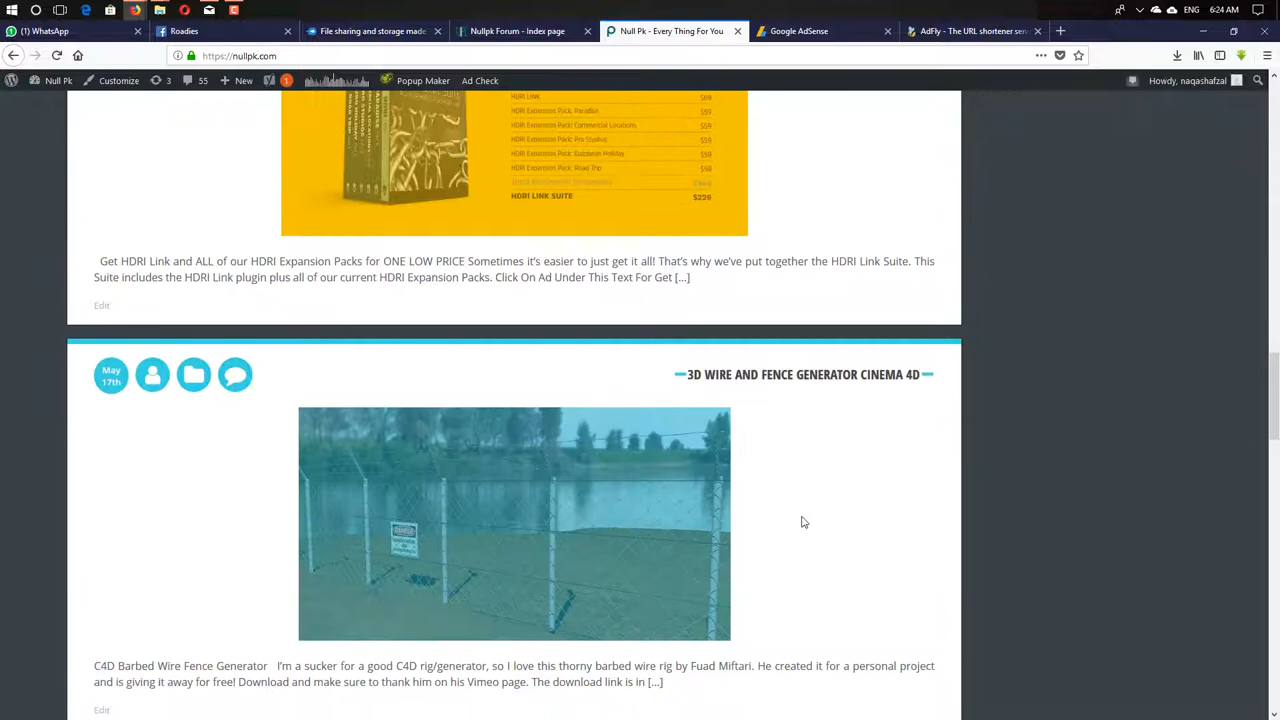 6:24 AM
WhatsApp
Roadies
File sharing and storage made
Nullpk Forum - Index page
Null Pk - Every Thing For You
Google AdSense
AdFly - The URL shortener serv
https://nullpk.com
Null Pk
Customize
3
55
New
1
Popup Maker
Ad Check
Howdy, naqashafzal
HDRI LINK $69
HDRI Expansion Pack: Paradise $59
HDRI Expansion Pack: Commercial Locations $59
HDRI Expansion Pack: Pro Studios $59
HDRI Expansion Pack: European Holiday $59
HDRI Expansion Pack: Road Trip
HDRI LINK SUITE $229
Get HDRI Link and ALL of our HDRI Expansion Packs for ONE LOW PRICE Sometimes it's easier to just get it all! That's why we've put together the HDRI Link Suite. This
Suite includes the HDRI Link plugin plus all of our current HDRI Expansion Packs. Click On Ad Under This Text For Get [...]
Edit
May
17th
3D WIRE AND FENCE GENERATOR CINEMA 4D
DANGER
C4D Barbed Wire Fence Generator I'm a sucker for a good C4D rig/generator, so I love this thorny barbed wire rig by Fuad Miftari. He created it for a personal project
and is giving it away for free! Download and make sure to thank him on his Vimeo page. The download link is in [...]
Edit